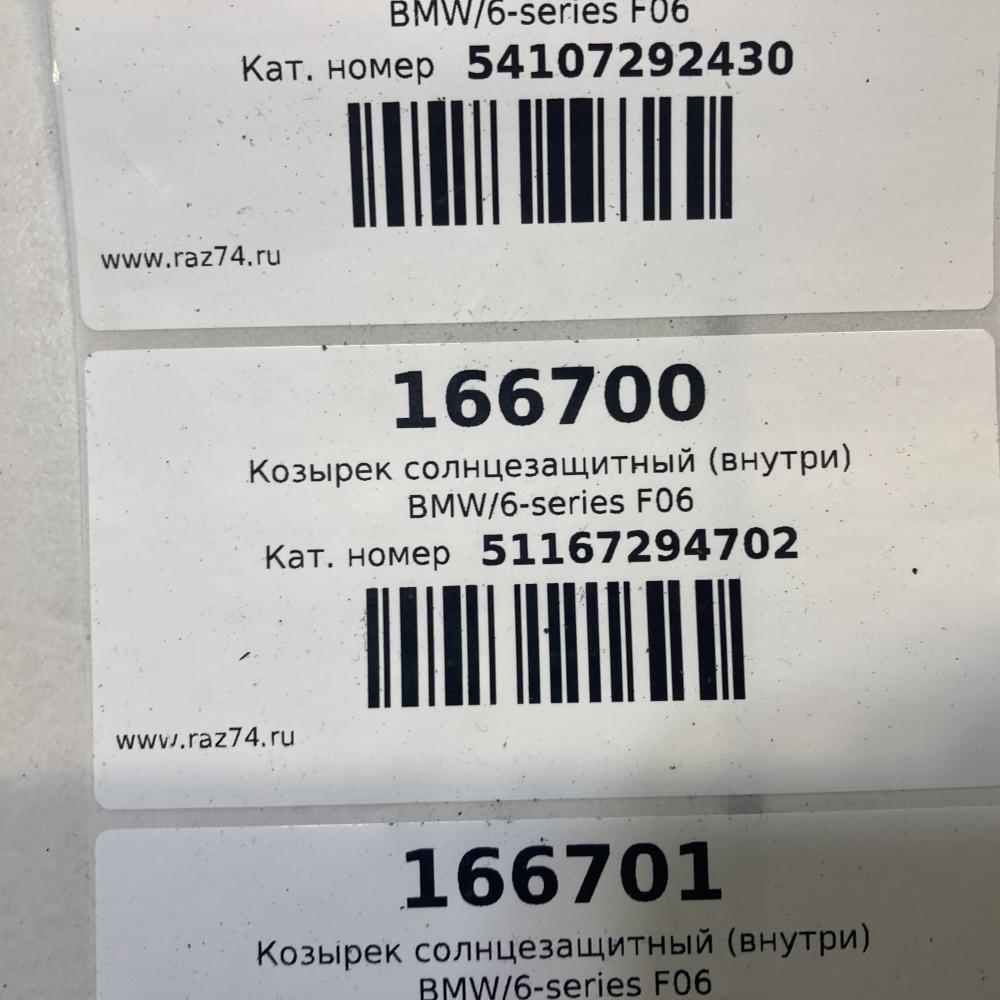 BMW/6-series F06
Кат. номер 54107292430
www.raz74.ru
166700
Козырек солнцезащитный (внутри)
BMW/6-series F06
Кат. номер 51167294702
www.raz74.ru
166701
Козырек солнцезащитный (внутри)
BMW/6-series F06